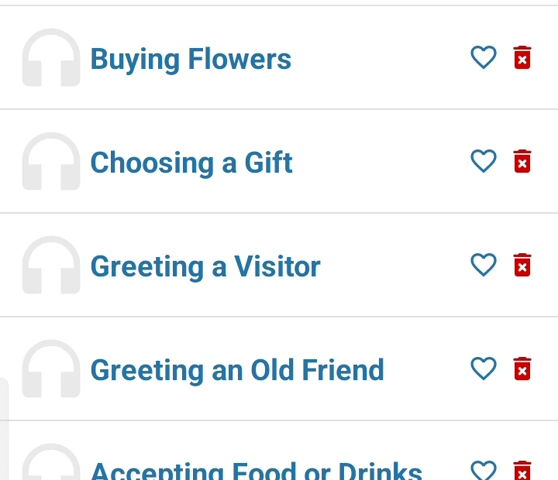 Buying Flowers
Choosing a Gift
Greeting a Visitor
Greeting an Old Friend
Accepting Food or Drinks